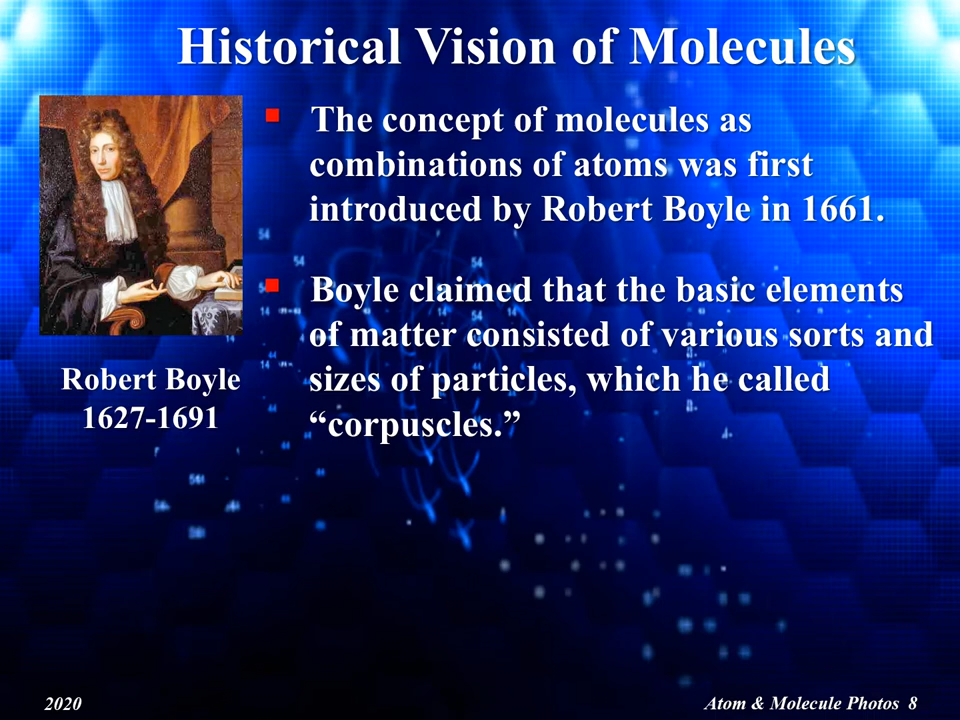 Historical Vision of Molecules
▪ The concept of molecules as
combinations of atoms was first
introduced by Robert Boyle in 1661.
54
54
▪ Boyle claimed that the basic elements
of matter consisted of various sorts and
sizes of particles, which he called
“corpuscles.”
Robert Boyle
1627-1691
2020
Atom & Molecule Photos 8